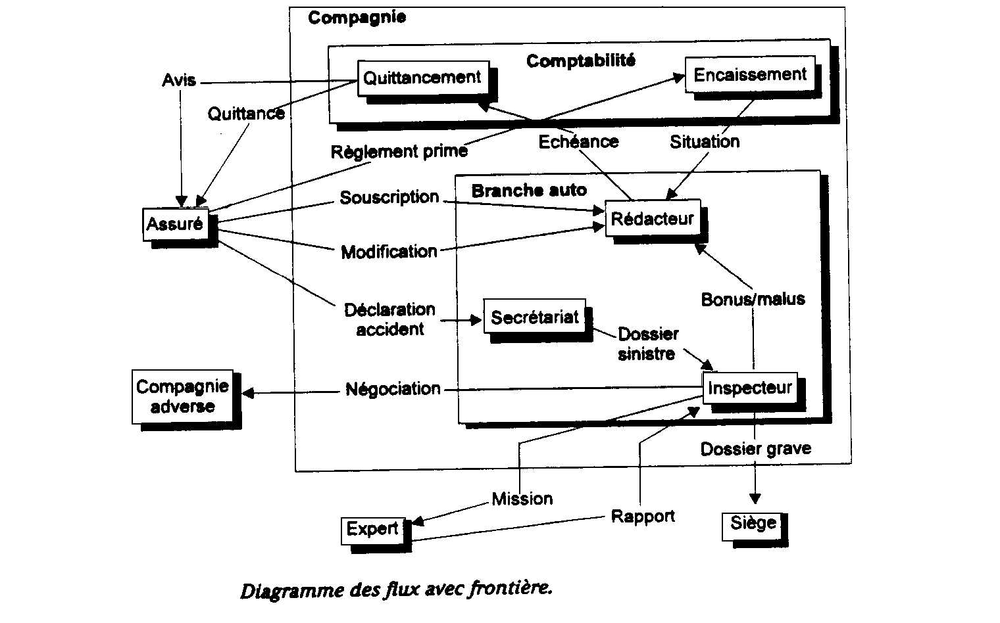 Compagnie
Comptabilité
Quittancement
Encaissement
Avis
Quittance
Echéance
Situation
Règlement prime
Branche auto
Souscription
Assuré
Rédacteur
Modification
Bonus/malus
Déclaration
accident
Secrétariat
Dossier
sinistre
Compagnie
adverse
Négociation
Inspecteur
Dossier grave
Mission
Rapport
Expert
Siège
Diagramme des flux avec frontière.